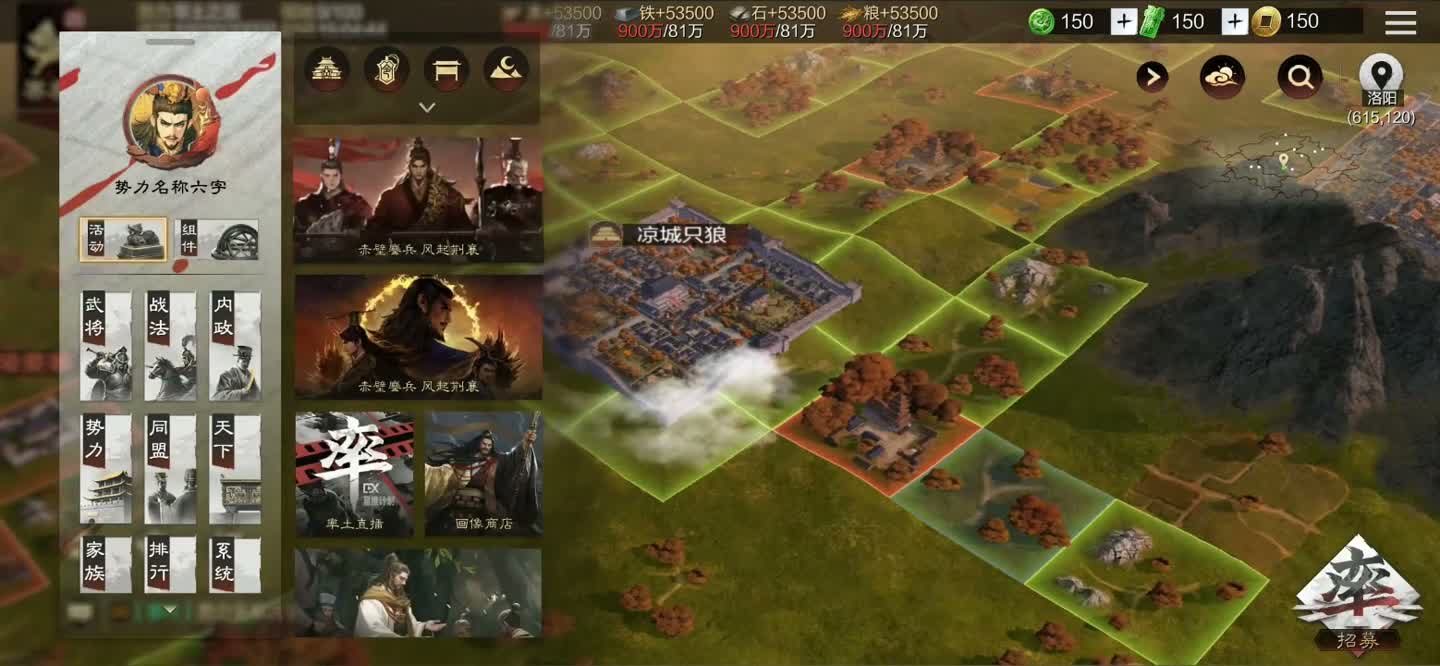 +53500
铁+53500
石+53500
粮+53500
/81万
900万/81万
900万/81万
900万/81万
150
150
150
洛阳
(615,120)
势力名称六字
活动
组件
武将
战法
内政
势力
同盟
天下
家族
排行
系统
赤壁鏖兵 风起荆襄
赤壁鏖兵 风起荆襄
率
率土直播
画像商店
凉城只狼
率
招募